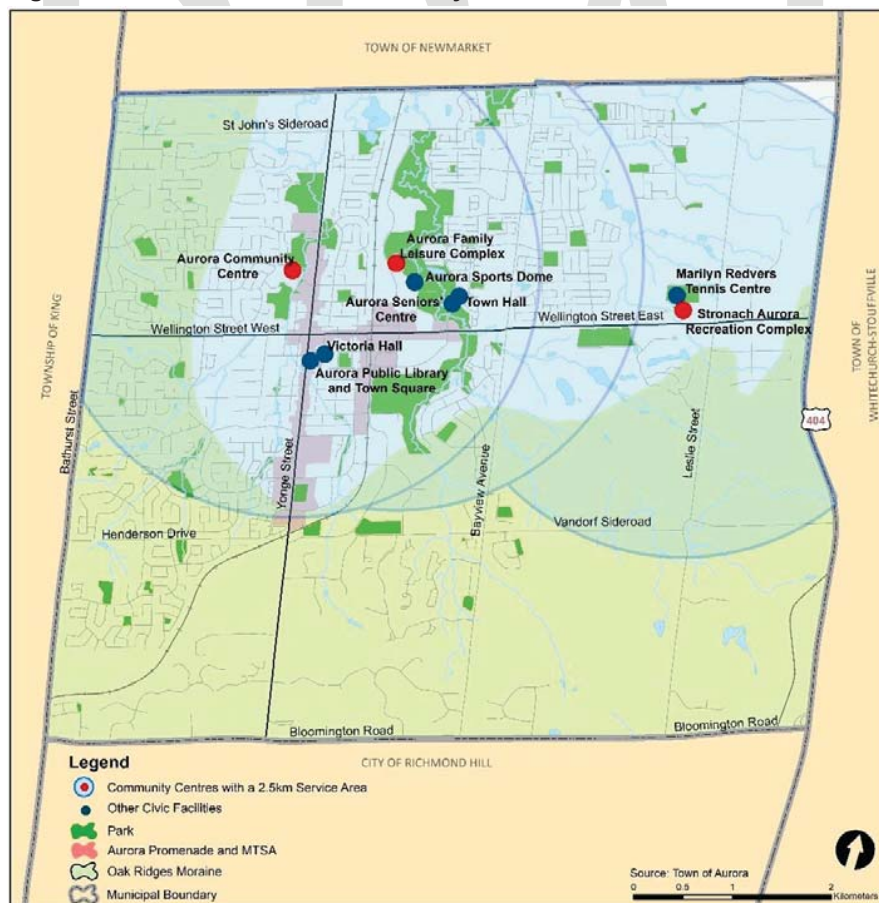 TOWN OF NEWMARKET
St John's Sideroad
Aurora Community
Centre
Aurora Family
Leisure Complex
Aurora Sports Dome
Aurora Seniors'
Centre
Town Hall
Marilyn Redvers
Tennis Centre
Stronach Aurora
Recreation Complex
Wellington Street West
Wellington Street East
Victoria Hall
Aurora Public Library
and Town Square
TOWNSHIP OF KING
Bathurst Street
Yonge Street
Bayview Avenue
Leslie Street
404
TOWN OF
WHITECHURCH-STOUFFVILLE
Henderson Drive
Vandorf Sideroad
Bloomington Road
Bloomington Road
CITY OF RICHMOND HILL
Legend
Community Centres with a 2.5km Service Area
Other Civic Facilities
Park
Aurora Promenade and MTSA
Oak Ridges Moraine
Municipal Boundary
Source: Town of Aurora
0 0.5 1 2
Kilometers